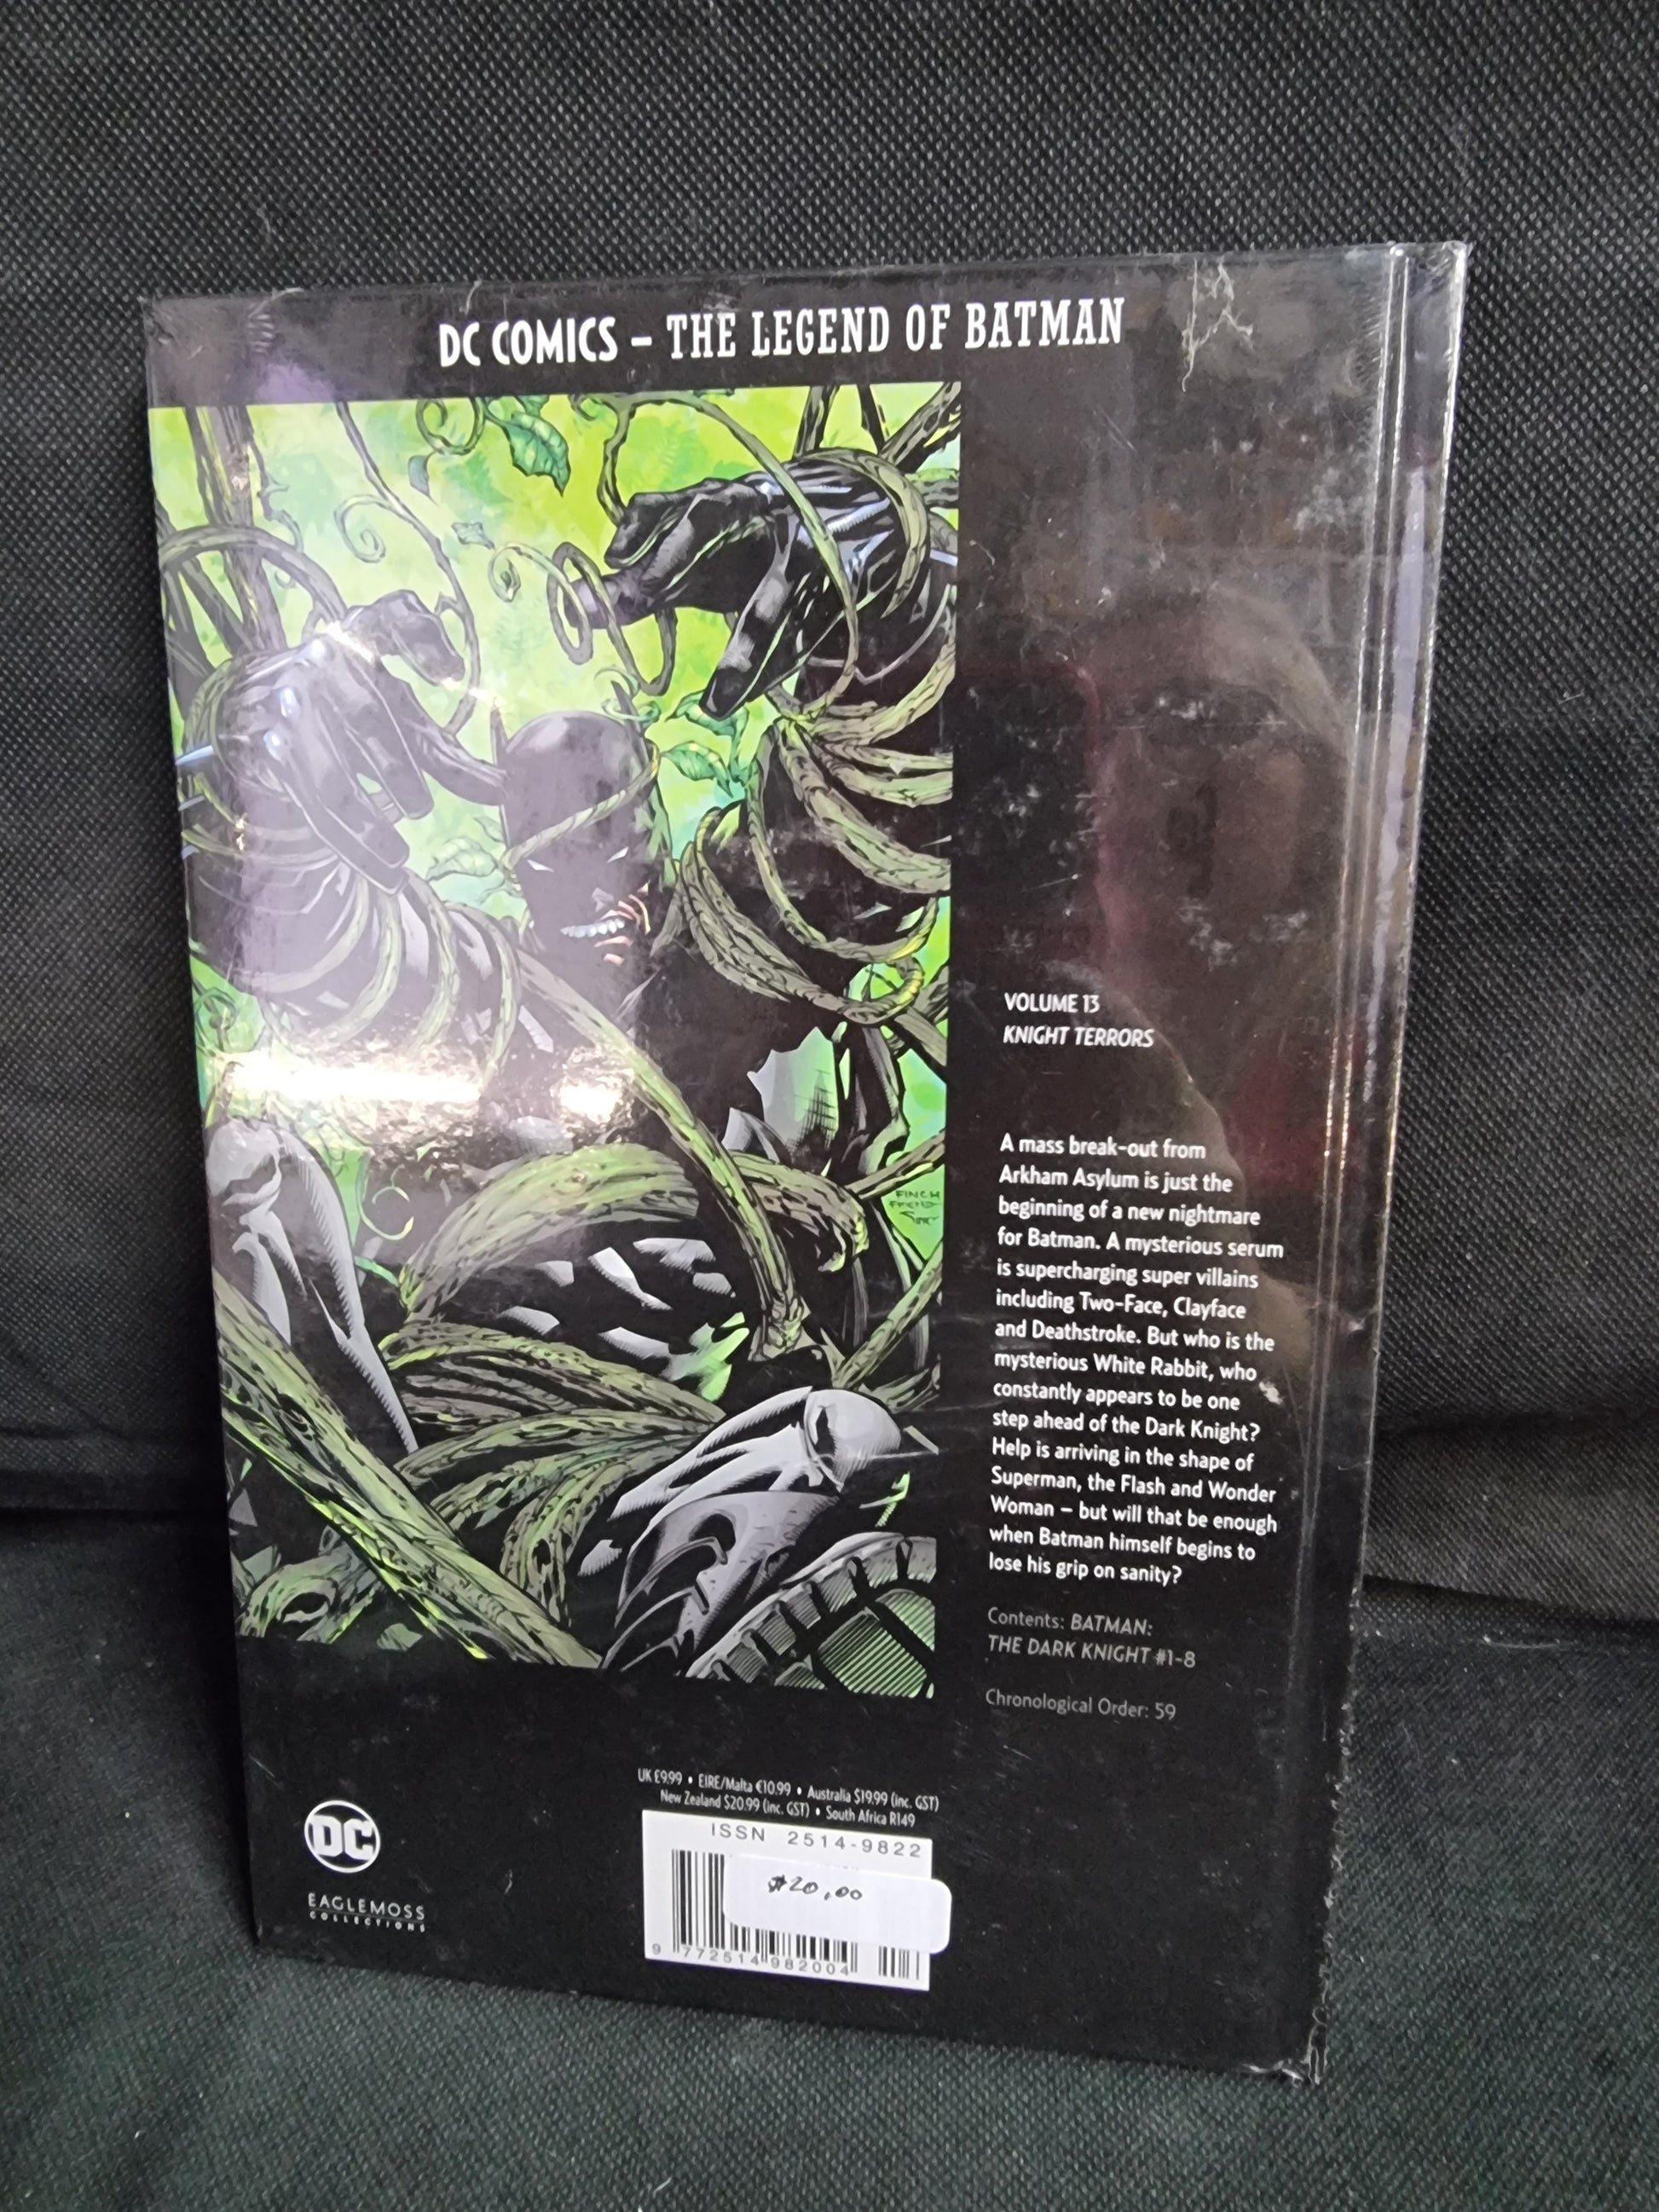 DC COMICS – THE LEGEND OF BATMAN
FINCH
VOLUME 13
KNIGHT TERRORS
A mass break-out from
Arkham Asylum is just the
beginning of a new nightmare
for Batman. A mysterious serum
is supercharging super villains
including Two-Face, Clayface
and Deathstroke. But who is the
mysterious White Rabbit, who
constantly appears to be one
step ahead of the Dark Knight?
Help is arriving in the shape of
Superman, the Flash and Wonder
Woman – but will that be enough
when Batman himself begins to
lose his grip on sanity?
Contents: BATMAN:
THE DARK KNIGHT #1-8
Chronological Order: 59
UK £9.99 • EIRE/Malta €10.99 • Australia $19.99 (inc. GST)
New Zealand $20.99 (inc. GST) • South Africa R149
ISSN 2514-9822
$20.00
9 772514 982004
DC
EAGLEMOSS
COLLECTIONS